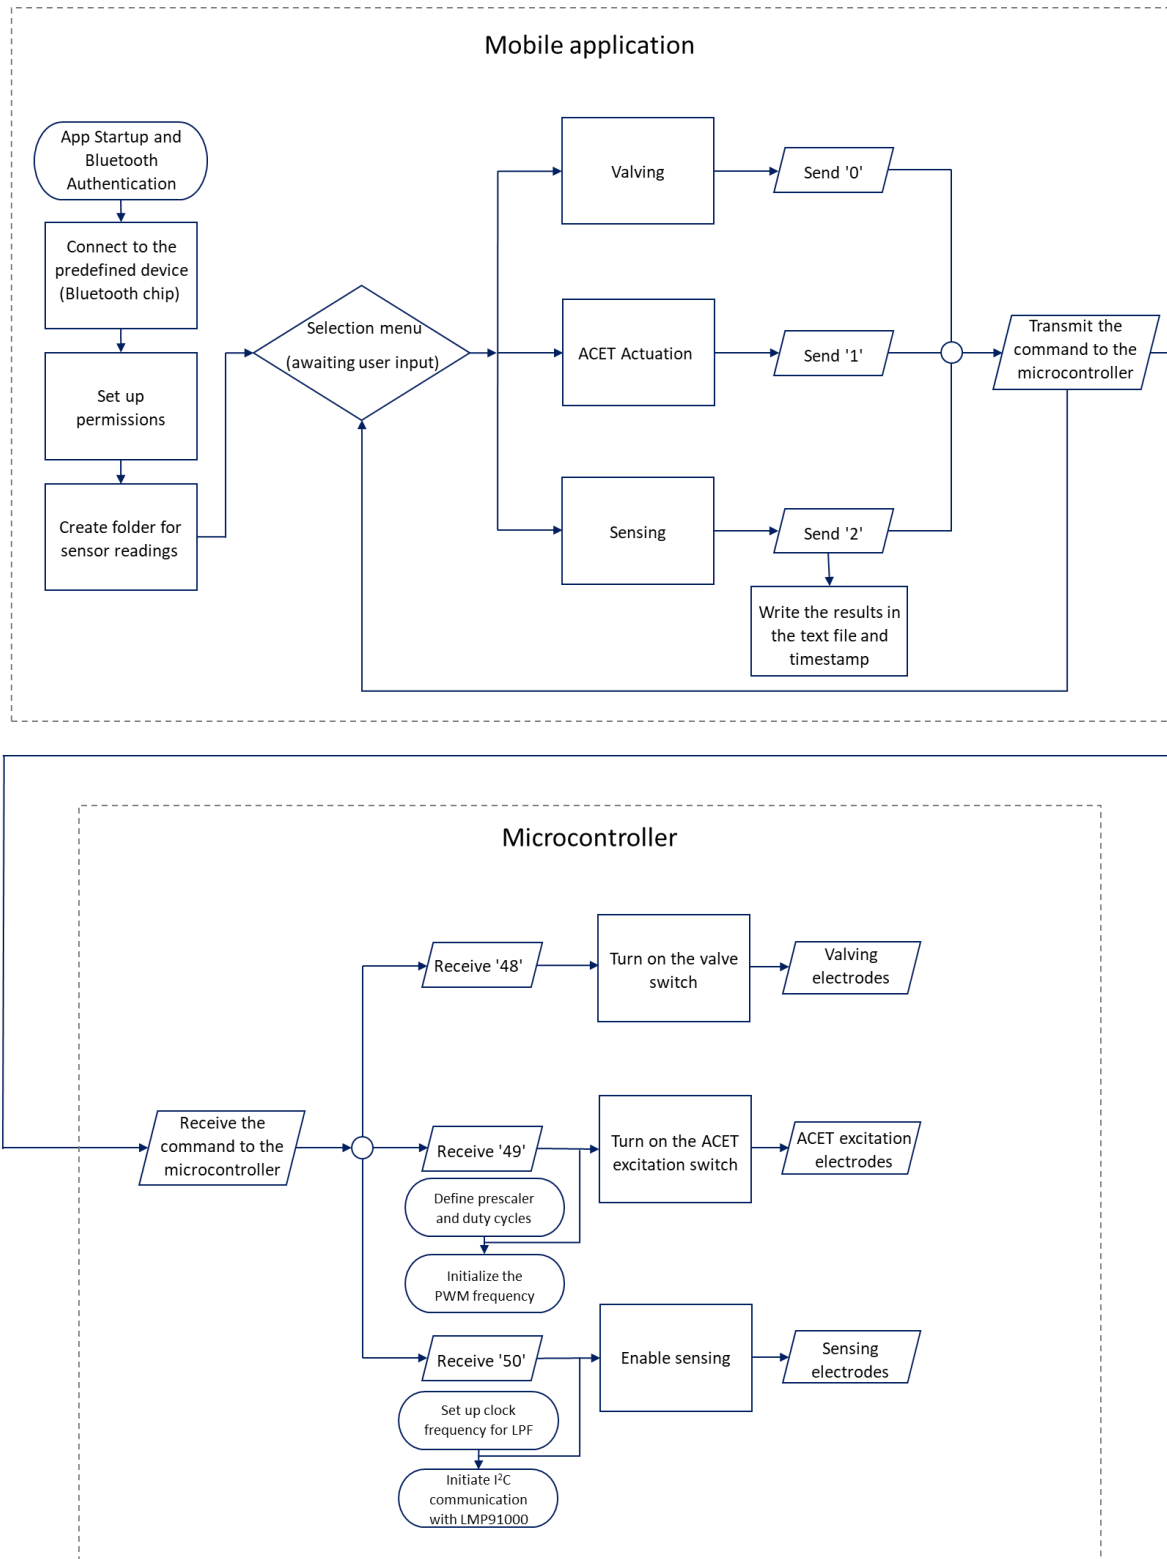 Mobile application
App Startup and
Bluetooth
Authentication
Connect to the
predefined device
(Bluetooth chip)
Set up
permissions
Create folder for
sensor readings
Selection menu
(awaiting user input)
Valving
Send '0'
ACET Actuation
Send '1'
Sensing
Send '2'
Write the results in
the text file and
timestamp
Transmit the
command to the
microcontroller
Microcontroller
Receive the
command to the
microcontroller
Receive '48'
Turn on the valve
switch
Valving
electrodes
Receive '49'
Turn on the ACET
excitation switch
ACET excitation
electrodes
Define prescaler
and duty cycles
Initialize the
PWM frequency
Receive '50'
Enable sensing
Sensing
electrodes
Set up clock
frequency for LPF
Initiate I²C
communication
with LMP91000